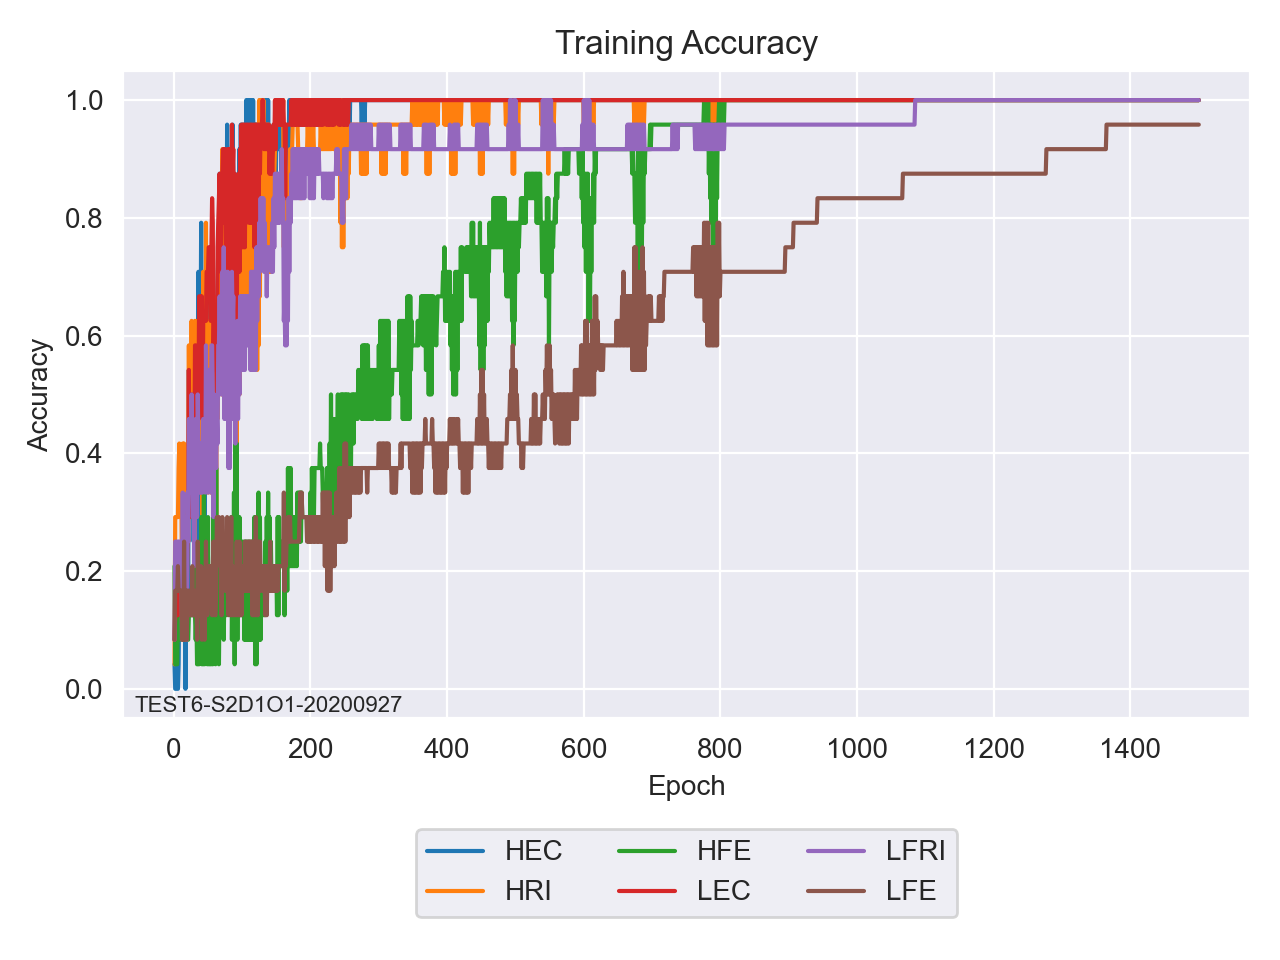 Training Accuracy
Accuracy
1.0
0.8
0.6
0.4
0.2
0.0
TEST6-S2D1O1-20200927
0 200 400 600 800 1000 1200 1400
Epoch
HEC HFE LFRI
HRI LEC LFE